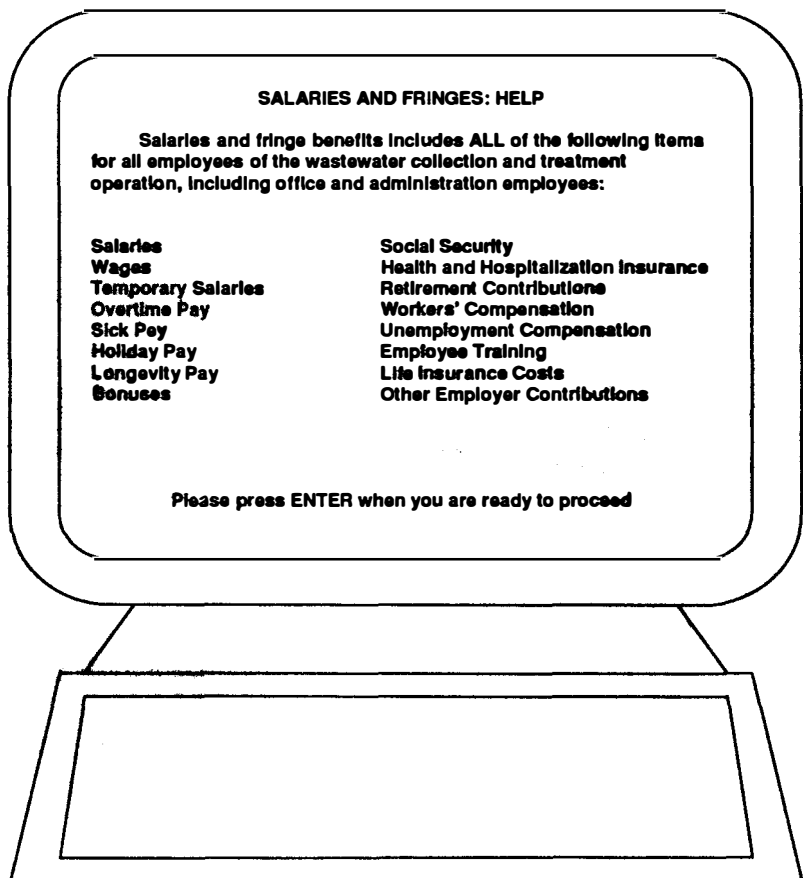 SALARIES AND FRINGES: HELP
Salaries and fringe benefits includes ALL of the following items
for all employees of the wastewater collection and treatment
operation, including office and administration employees:
Salaries
Wages
Temporary Salaries
Overtime Pay
Sick Pay
Holiday Pay
Longevity Pay
Bonuses
Social Security
Health and Hospitalization Insurance
Retirement Contributions
Workers' Compensation
Unemployment Compensation
Employee Training
Life Insurance Costs
Other Employer Contributions
Please press ENTER when you are ready to proceed